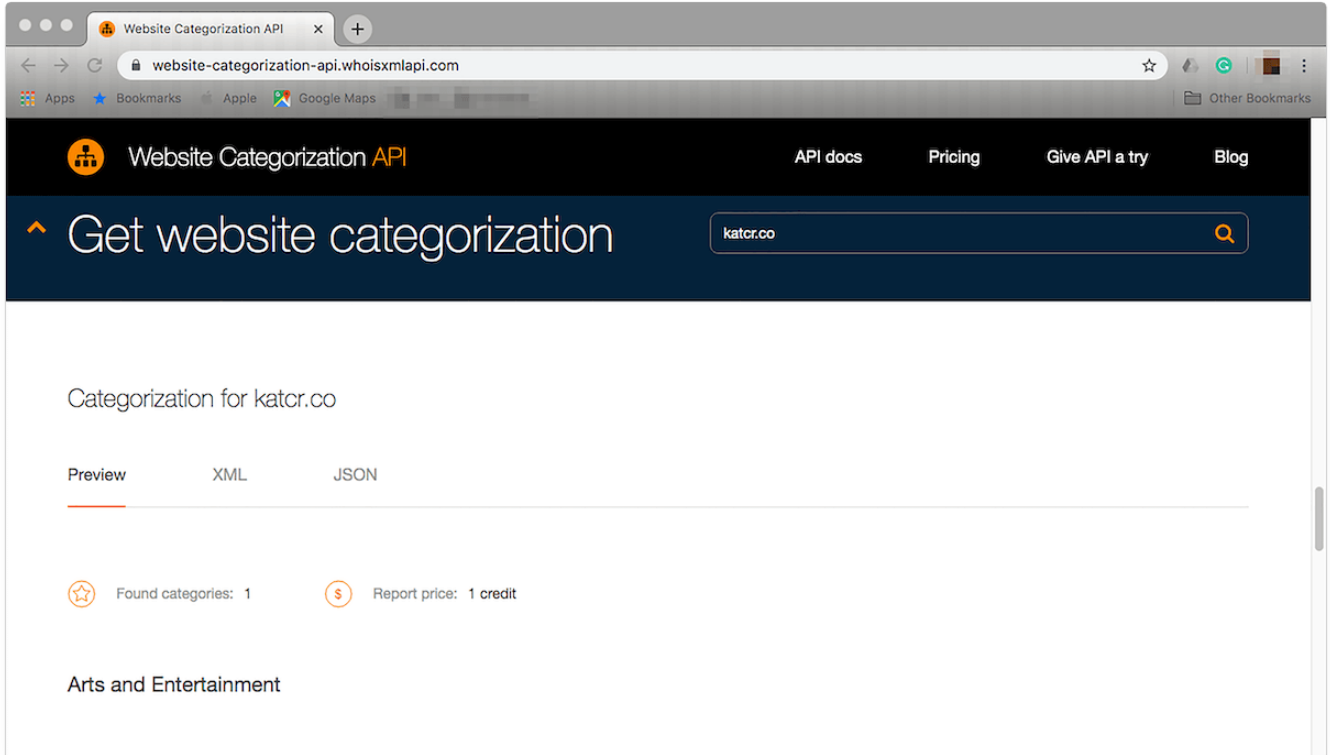 Website Categorization API
website-categorization-api.whoisxmlapi.com
Apps Bookmarks Apple Google Maps Other Bookmarks
Website Categorization API API docs Pricing Give API a try Blog
Get website categorization katcr.co
Categorization for katcr.co
Preview XML JSON
Found categories: 1 Report price: 1 credit
Arts and Entertainment